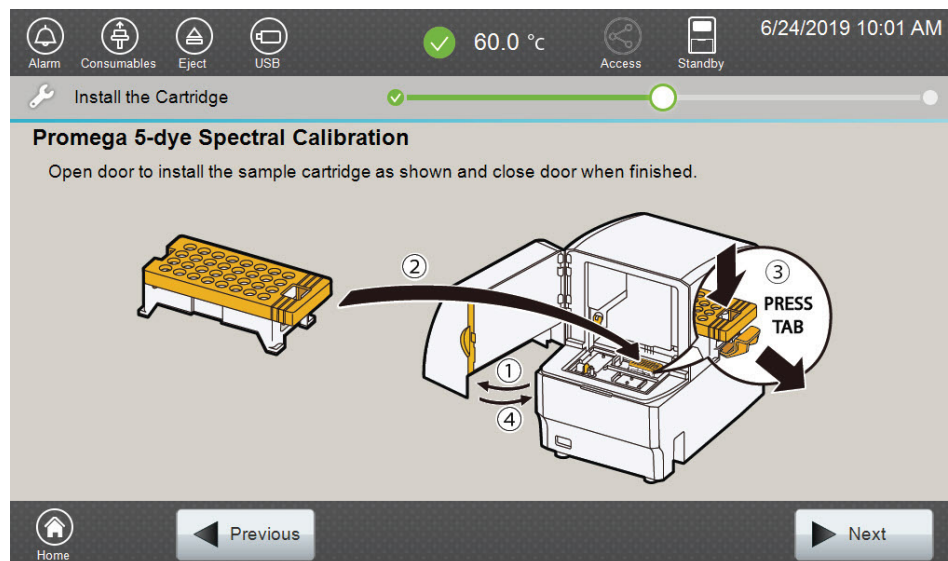 6/24/2019 10:01 AM
60.0 °c
Alarm Consumables Eject USB Access Standby
Install the Cartridge
Promega 5-dye Spectral Calibration
Open door to install the sample cartridge as shown and close door when finished.
②
③
PRESS
TAB
①
④
Previous
Next
Home